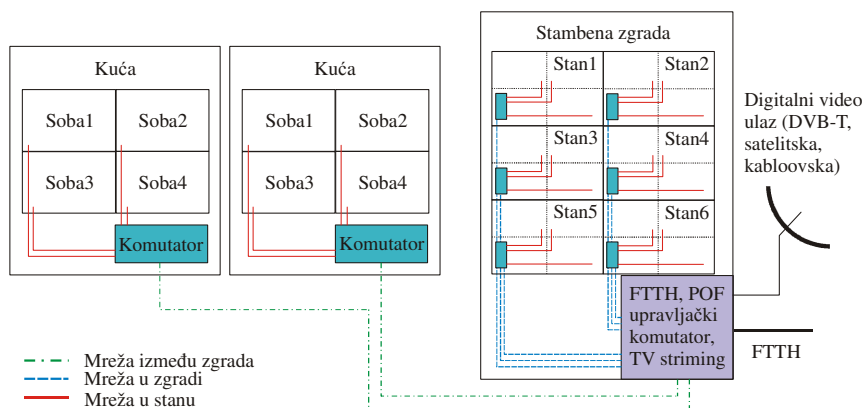 Kuća
Soba1
Soba2
Soba3
Soba4
Komutator
Kuća
Soba1
Soba2
Soba3
Soba4
Komutator
Stambena zgrada
Stan1
Stan2
Stan3
Stan4
Stan5
Stan6
FTTH, POF
upravljački
komutator,
TV striming
Digitalni video
ulaz (DVB-T,
satelitska,
kabloovska)
FTTH
Mreža između zgrada
Mreža u zgradi
Mreža u stanu